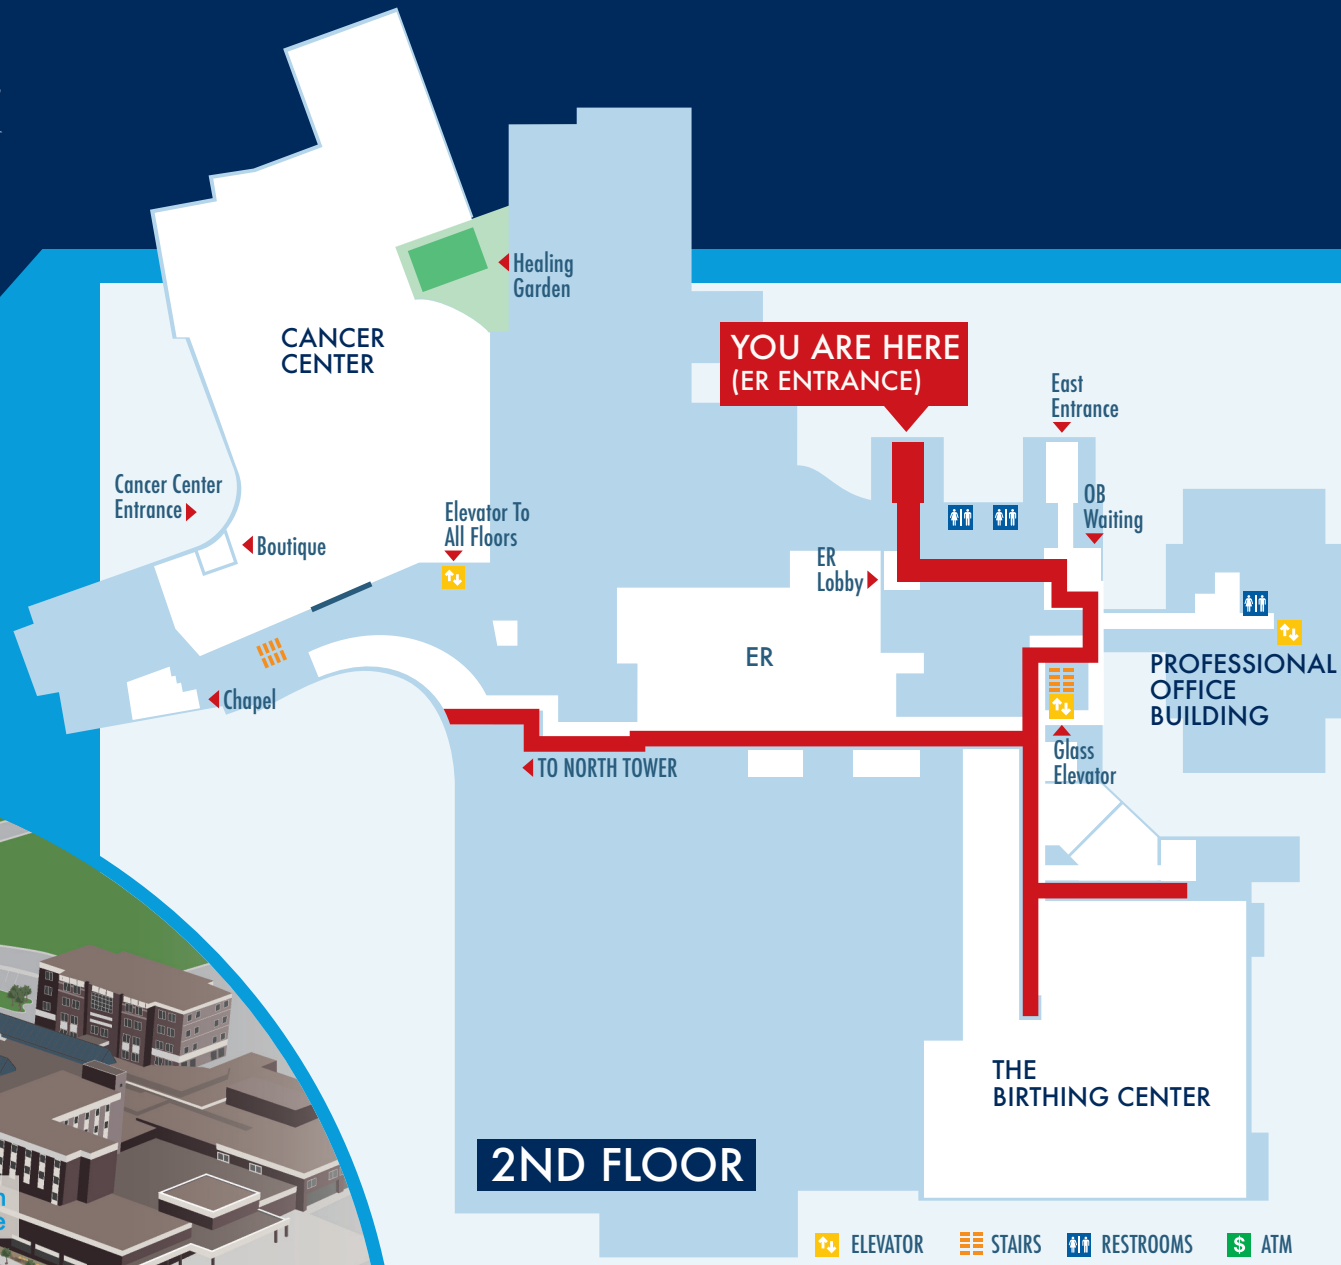 Healing
Garden
CANCER
CENTER
YOU ARE HERE
(ER ENTRANCE)
East
Entrance
Cancer Center
Entrance
OB
Waiting
Elevator To
All Floors
Boutique
ER
Lobby
ER
PROFESSIONAL
OFFICE
BUILDING
Chapel
Glass
Elevator
TO NORTH TOWER
THE
BIRTHING CENTER
2ND FLOOR
ELEVATOR
STAIRS
RESTROOMS
$ ATM